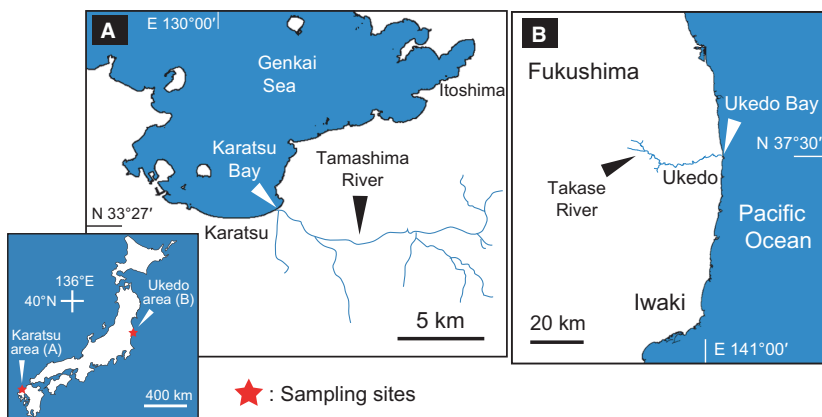 A
E 130°00′
Genkai
Sea
Itoshima
Karatsu
Bay
Tamashima
River
N 33°27′
Karatsu
5 km
B
Fukushima
Ukedo Bay
N 37°30′
Takase
River
Ukedo
Pacific
Ocean
Iwaki
20 km
E 141°00′
136°E
40°N
Ukedo
area (B)
Karatsu
area (A)
400 km
: Sampling sites